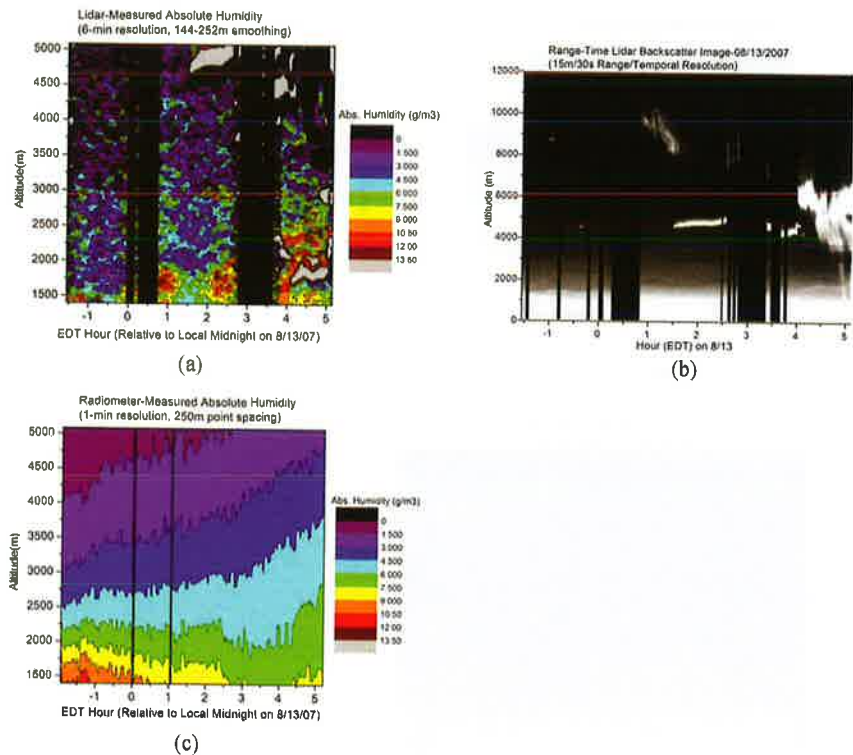 Lidar-Measured Absolute Humidity
(6-min resolution, 144-252m smoothing)
5000
4500
4000
3500
3000
2500
2000
1500
Altitude(m)
-1 0 1 2 3 4 5
EDT Hour (Relative to Local Midnight on 8/13/07)
Abs. Humidity (g/m3)
0
1 500
3 000
4 500
6 000
7 500
9 000
10 50
12 00
13 50
(a)
Range-Time Lidar Backscatter Image-08/13/2007
(15m/30s Range/Temporal Resolution)
12000
10000
8000
6000
4000
2000
0
Altitude (m)
-1 0 1 2 3 4 5
Hour (EDT) on 8/13
(b)
Radiometer-Measured Absolute Humidity
(1-min resolution, 250m point spacing)
5000
4500
4000
3500
3000
2500
2000
1500
Altitude(m)
-1 0 1 2 3 4 5
EDT Hour (Relative to Local Midnight on 8/13/07)
Abs. Humidity (g/m3)
0
1 500
3 000
4 500
6 000
7 500
9 000
10 50
12 00
13 50
(c)